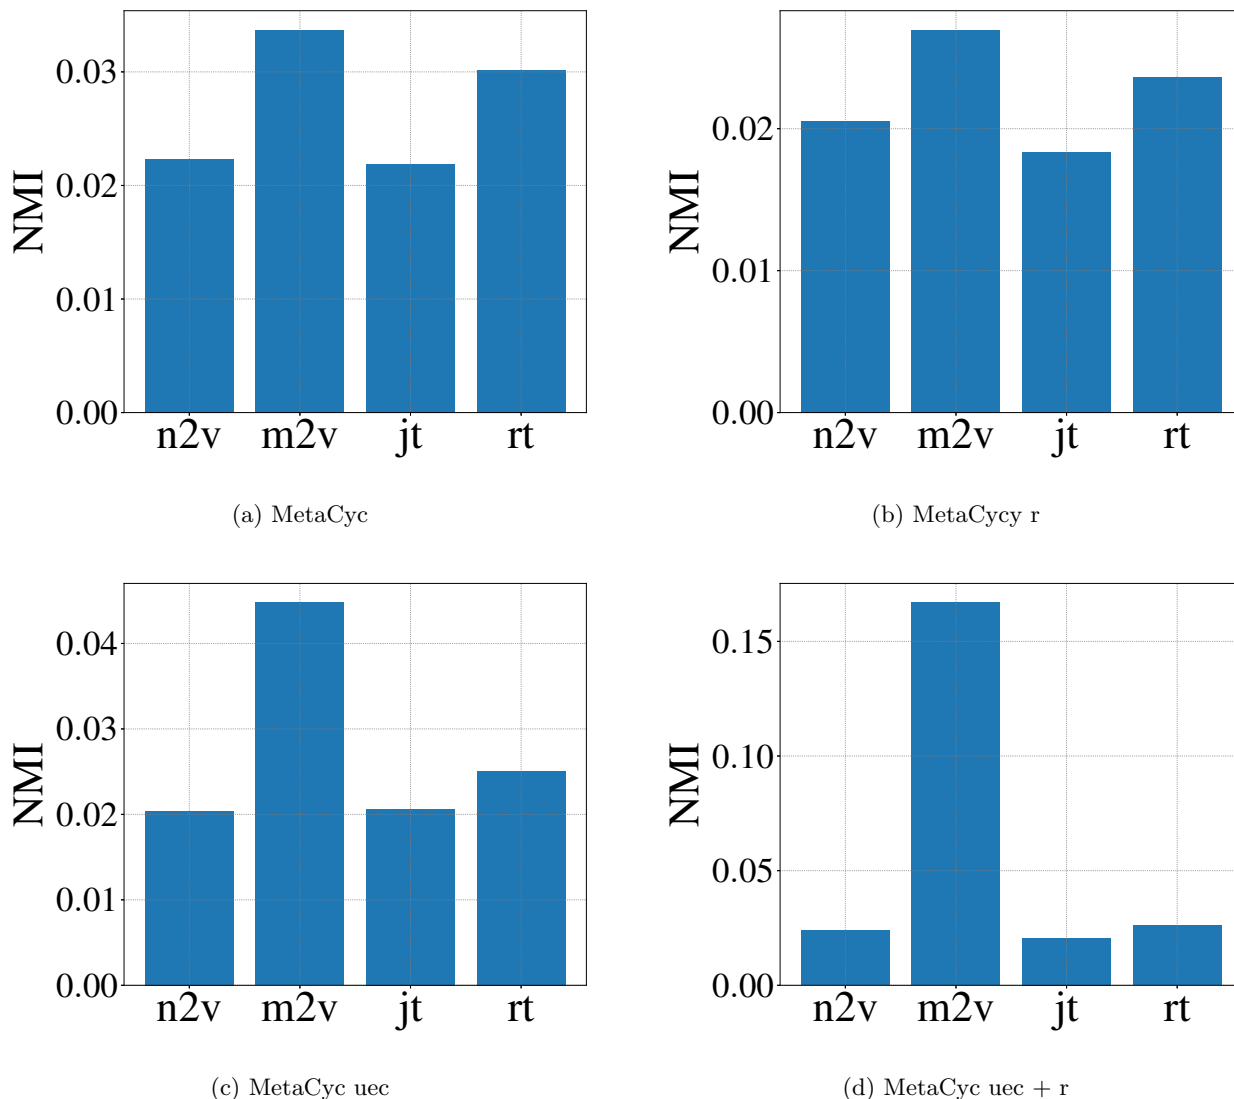 0.03
0.02
0.01
0.00
NMI
n2v m2v jt rt
(a) MetaCyc
0.02
0.01
0.00
NMI
n2v m2v jt rt
(b) MetaCycy r
0.04
0.03
0.02
0.01
0.00
NMI
n2v m2v jt rt
(c) MetaCyc uec
0.15
0.10
0.05
0.00
NMI
n2v m2v jt rt
(d) MetaCyc uec + r